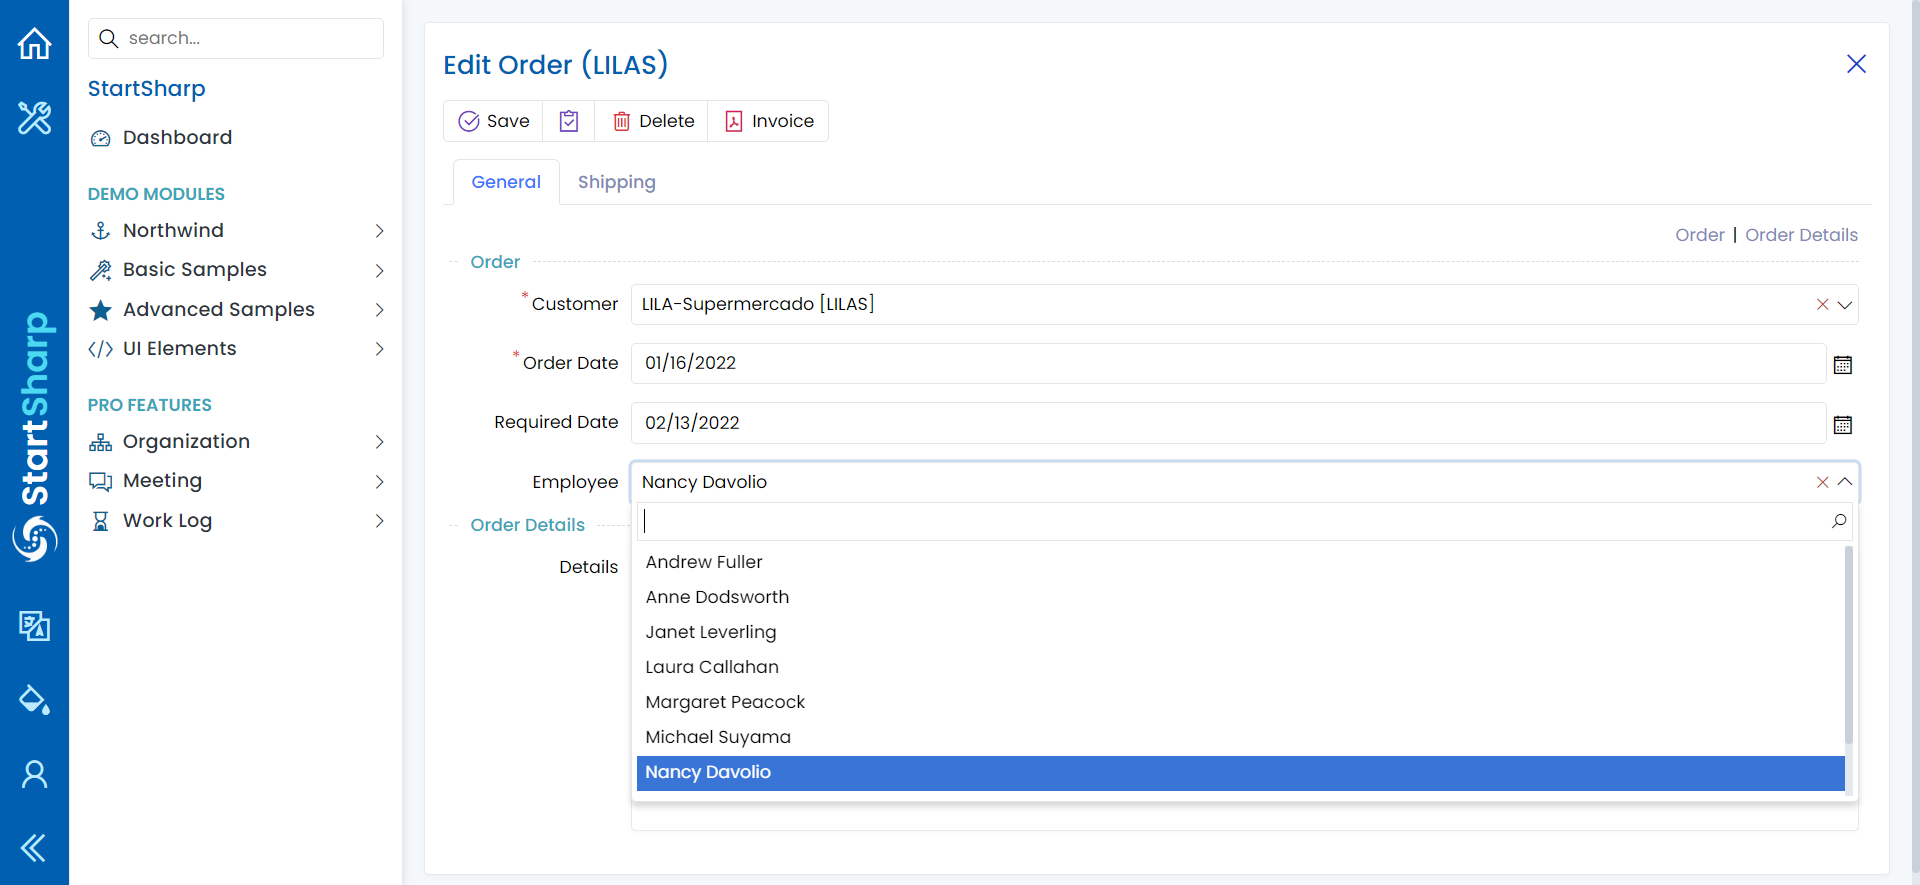 search...
StartSharp
Dashboard
DEMO MODULES
Northwind
Basic Samples
Advanced Samples
UI Elements
PRO FEATURES
Organization
Meeting
Work Log
StartSharp
Edit Order (LILAS)
Save Delete Invoice
General Shipping
Order | Order Details
Order
*Customer LILA-Supermercado [LILAS]
*Order Date 01/16/2022
Required Date 02/13/2022
Employee Nancy Davolio
Order Details
Details
Andrew Fuller
Anne Dodsworth
Janet Leverling
Laura Callahan
Margaret Peacock
Michael Suyama
Nancy Davolio